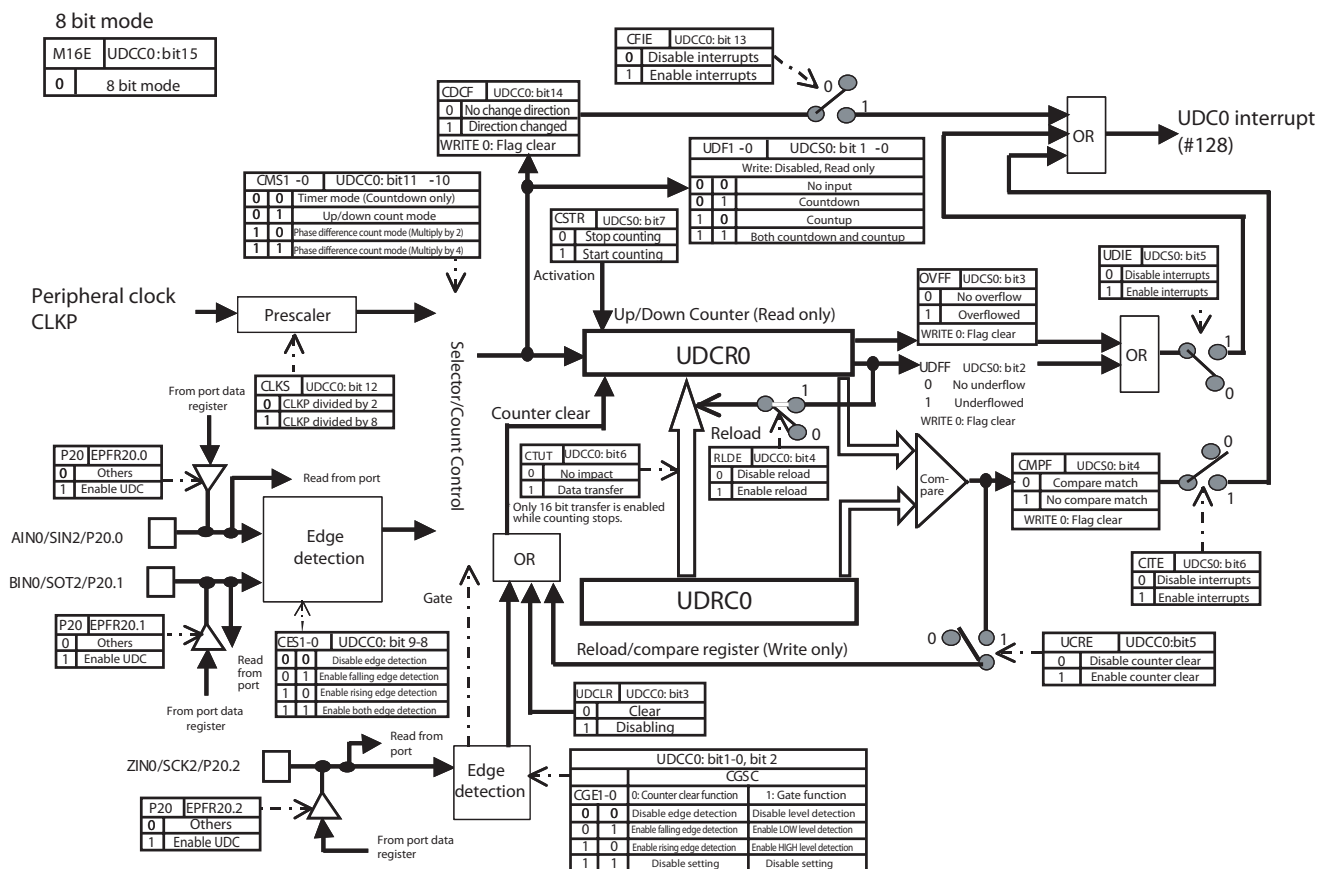 8 bit mode
M16E UDCC0:bit15
0 8 bit mode
CFIE UDCC0: bit 13
0 Disable interrupts
1 Enable interrupts
0
1
CDCF UDCC0: bit14
0 No change direction
1 Direction changed
WRITE 0: Flag clear
OR
UDC0 interrupt
(#128)
UDF1 -0 UDCS0: bit 1 -0
Write: Disabled, Read only
0 0 No input
0 1 Countdown
1 0 Countup
1 1 Both countdown and countup
CMS1 -0 UDCC0: bit11 -10
0 0 Timer mode (Countdown only)
0 1 Up/down count mode
1 0 Phase difference count mode (Multiply by 2)
1 1 Phase difference count mode (Multiply by 4)
CSTR UDCS0: bit7
0 Stop counting
1 Start counting
Activation
UDIE UDCS0: bit5
0 Disable interrupts
1 Enable interrupts
OVFF UDCS0: bit3
0 No overflow
1 Overflowed
WRITE 0: Flag clear
Peripheral clock
CLKP
Prescaler
Up/Down Counter (Read only)
UDCR0
OR
1
0
UDFF UDCS0: bit2
0 No underflow
1 Underflowed
WRITE 0: Flag clear
Selector/Count Control
From port data
register
CLKS UDCC0: bit 12
0 CLKP divided by 2
1 CLKP divided by 8
Counter clear
1
Reload
0
CTUT UDCC0: bit6
0 No impact
1 Data transfer
Only 16 bit transfer is enabled
while counting stops.
RLDE UDCC0: bit4
0 Disable reload
1 Enable reload
Com-
pare
CMPF UDCS0: bit4
0 Compare match
1 No compare match
WRITE 0: Flag clear
0
1
P20 EPFR20.0
0 Others
1 Enable UDC
Read from port
AIN0/SIN2/P20.0
Edge
detection
BIN0/SOT2/P20.1
OR
UDRC0
CITE UDCS0: bit6
0 Disable interrupts
1 Enable interrupts
Gate
P20 EPFR20.1
0 Others
1 Enable UDC
Read
from
port
From port data
register
CES1-0 UDCC0: bit 9-8
0 0 Disable edge detection
0 1 Enable falling edge detection
1 0 Enable rising edge detection
1 1 Enable both edge detection
Reload/compare register (Write only)
0
1
UCRE UDCC0:bit5
0 Disable counter clear
1 Enable counter clear
UDCLR UDCC0: bit3
0 Clear
1 Disabling
Read from
port
ZIN0/SCK2/P20.2
Edge
detection
P20 EPFR20.2
0 Others
1 Enable UDC
From port data
register
UDCC0: bit1-0, bit 2
CGSC
CGE1-0 0: Counter clear function 1: Gate function
0 0 Disable edge detection Disable level detection
0 1 Enable falling edge detection Enable LOW level detection
1 0 Enable rising edge detection Enable HIGH level detection
1 1 Disable setting Disable setting